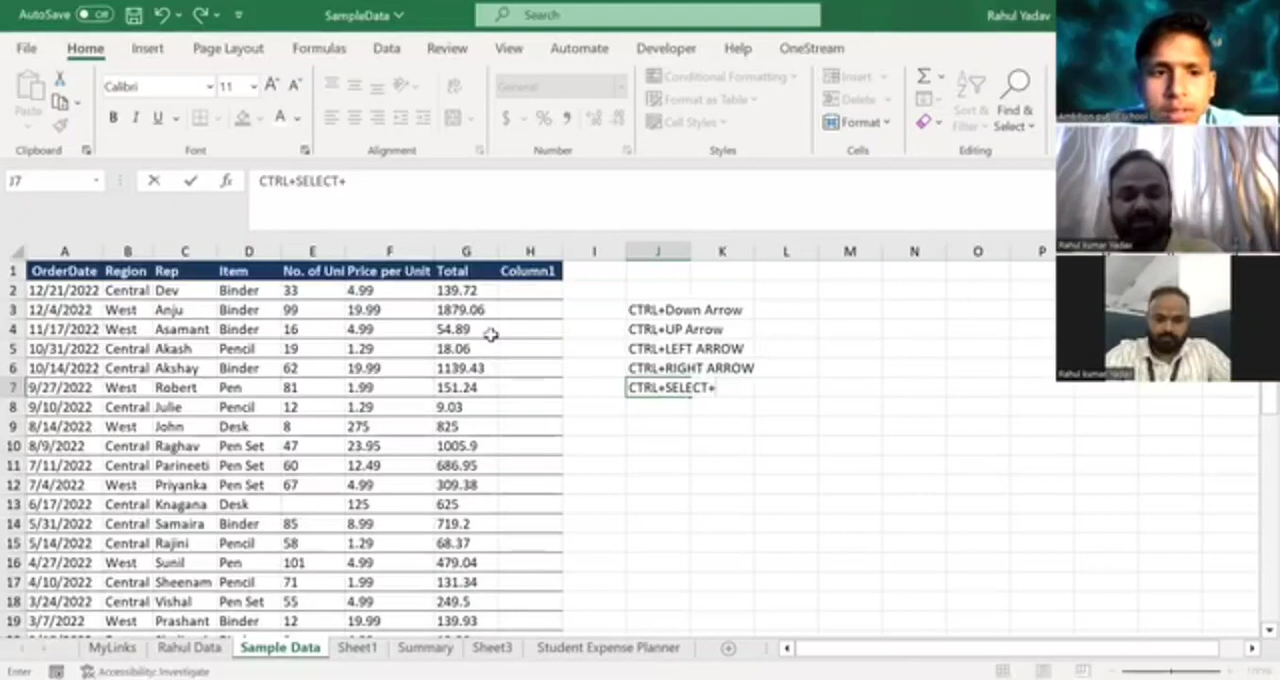 AutoSave Off SampleData Search Rahul Yadav
File Home Insert Page Layout Formulas Data Review View Automate Developer Help OneStream
Calibri 11 General Conditional Formatting Insert
Paste Format as Table Delete Sort & Find &
B I U A $ % Cell Styles Format Filter Select
Clipboard Font Alignment Number Styles Cells Editing
J7 fx CTRL+SELECT+
A B C D E F G H I J K L M N O P
1 OrderDate Region Rep Item No. of Uni Price per Unit Total Column1
2 12/21/2022 Central Dev Binder 33 4.99 139.72
3 12/4/2022 West Anju Binder 99 19.99 1879.06 CTRL+Down Arrow
4 11/17/2022 West Asamant Binder 16 4.99 54.89 CTRL+UP Arrow
5 10/31/2022 Central Akash Pencil 19 1.29 18.06 CTRL+LEFT ARROW
6 10/14/2022 Central Akshay Binder 62 19.99 1139.43 CTRL+RIGHT ARROW
7 9/27/2022 West Robert Pen 81 1.99 151.24 CTRL+SELECT+
8 9/10/2022 Central Julie Pencil 12 1.29 9.03
9 8/14/2022 West John Desk 8 275 825
10 8/9/2022 Central Raghav Pen Set 47 23.95 1005.9
11 7/11/2022 Central Parineeti Pen Set 60 12.49 686.95
12 7/4/2022 West Priyanka Pen Set 67 4.99 309.38
13 6/17/2022 Central Knagana Desk 125 625
14 5/31/2022 Central Samaira Binder 85 8.99 719.2
15 5/14/2022 Central Rajini Pencil 58 1.29 68.37
16 4/27/2022 West Sunil Pen 101 4.99 479.04
17 4/10/2022 Central Sheenam Pencil 71 1.99 131.34
18 3/24/2022 Central Vishal Pen Set 55 4.99 249.5
19 3/7/2022 West Prashant Binder 12 19.99 139.93
MyLinks Rahul Data Sample Data Sheet1 Summary Sheet3 Student Expense Planner
Enter Accessibility: Investigate
Ambition public school
Rahul kumar Yadav
Rahul kumar Yadav